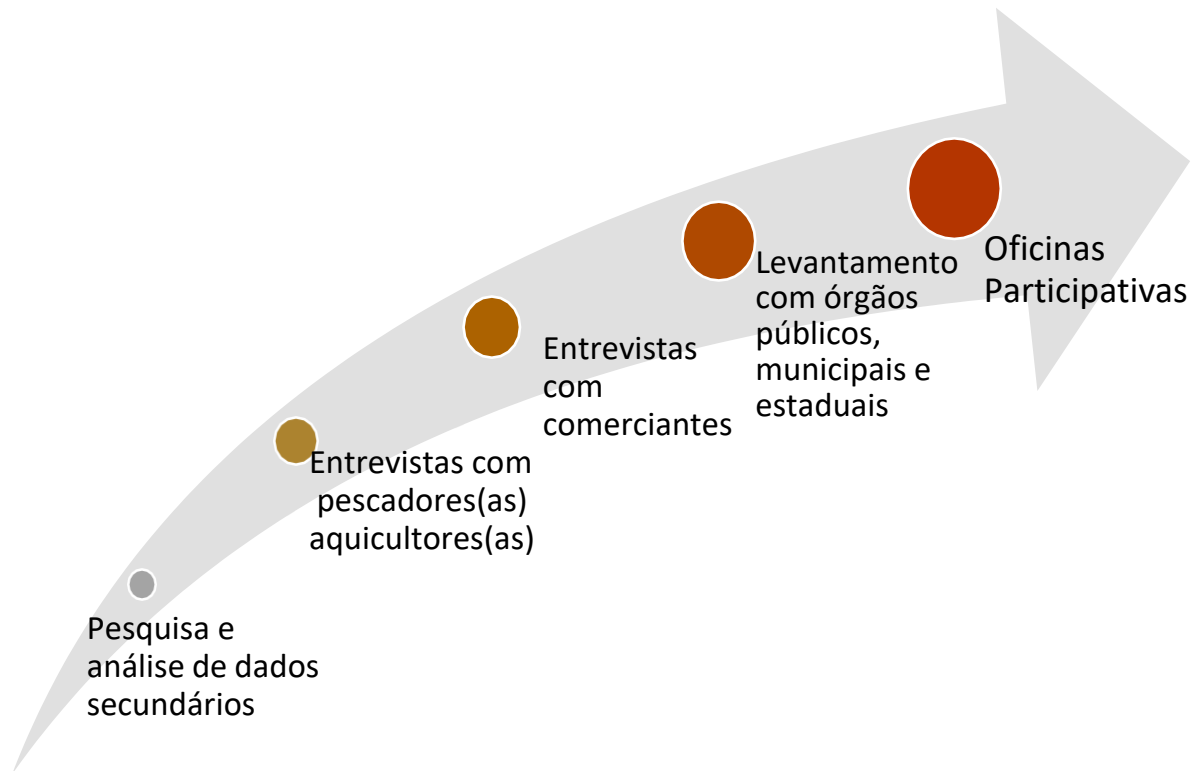 Pesquisa e
análise de dados
secundários
Entrevistas com
pescadores(as)
aquicultores(as)
Entrevistas
com
comerciantes
Levantamento
com órgãos
públicos,
municipais e
estaduais
Oficinas
Participativas